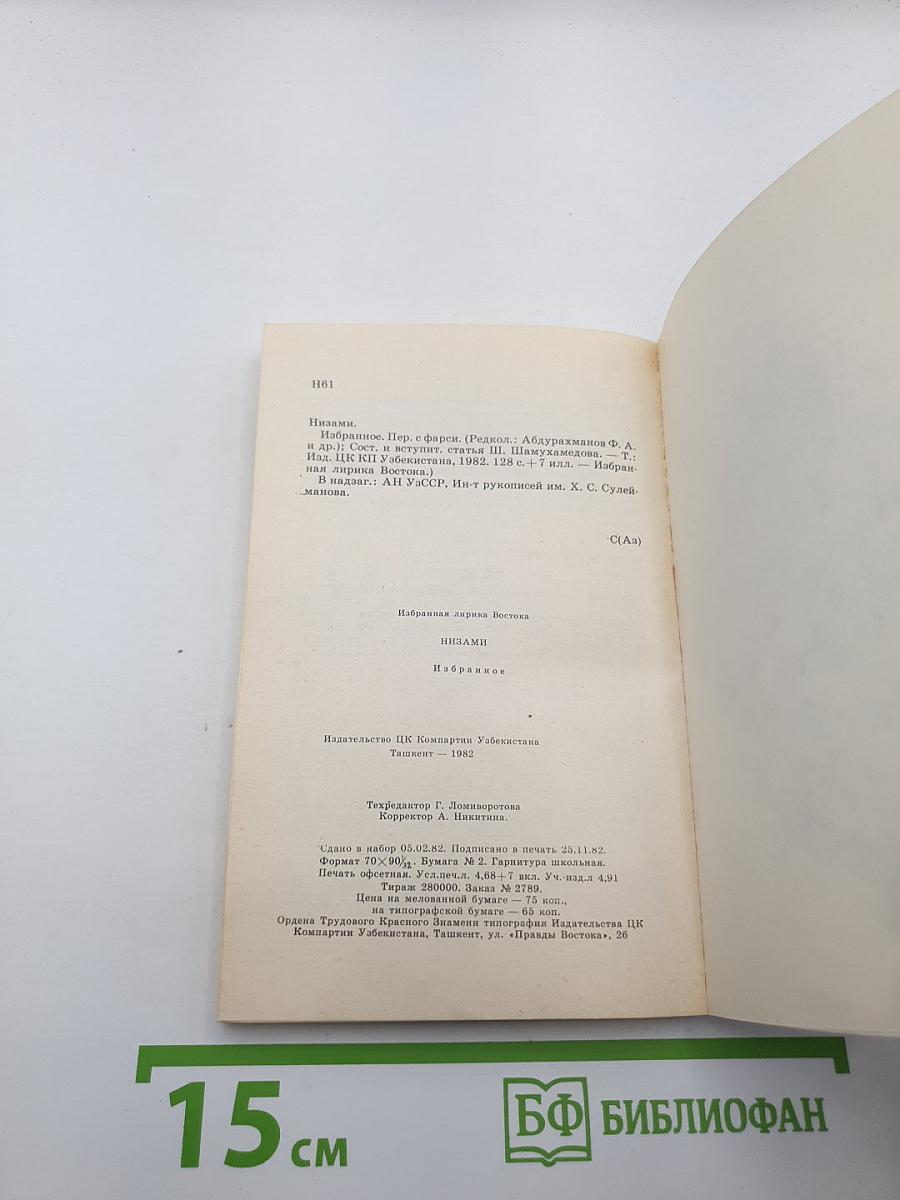 Н61
Низами.
Избранное. Пер. с фарси. (Редкол.: Абдурахманов Ф. А.
и др.); Сост. и вступит. статья Ш. Шамухамедова. — Т.:
Изд. ЦК КП Узбекистана, 1982. 128 с.+7 илл. — Избран-
ная лирика Востока.)
В надзаг.: АН УзССР, Ин-т рукописей им. Х. С. Сулей-
манова.
С(Аз)
Избранная лирика Востока
НИЗАМИ
Избранное
Издательство ЦК Компартии Узбекистана
Ташкент — 1982
Техредактор Г. Ломиворотова
Корректор А. Никитина.
Сдано в набор 05.02.82. Подписано в печать 25.11.82.
Формат 70×90 1/32. Бумага № 2. Гарнитура школьная.
Печать офсетная. Усл.печ.л. 4,68+7 вкл. Уч.-изд.л 4,91
Тираж 280000. Заказ № 2789.
Цена на мелованной бумаге — 75 коп.,
на типографской бумаге — 65 коп.
Ордена Трудового Красного Знамени типография Издательства ЦК
Компартии Узбекистана, Ташкент, ул. «Правды Востока», 26
15 см
БФ БИБЛИОФАН